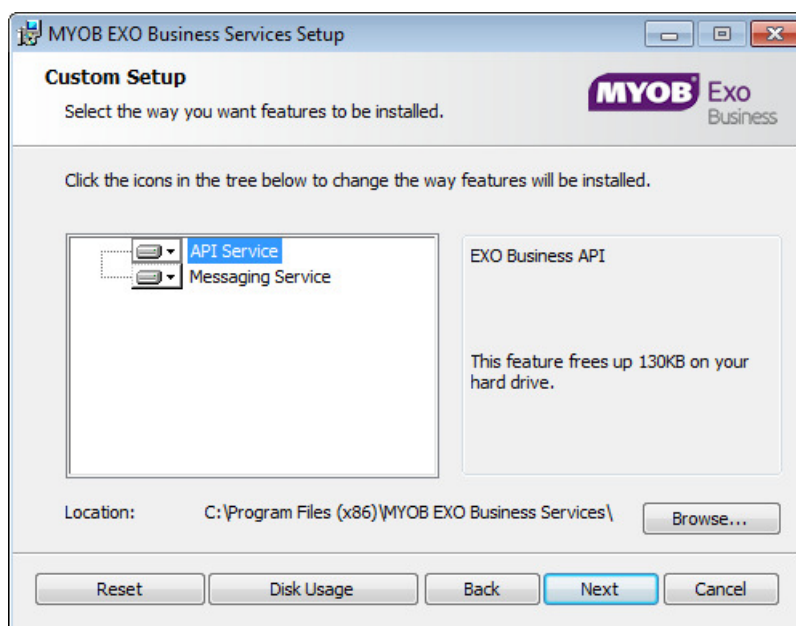 MYOB EXO Business Services Setup
Custom Setup
Select the way you want features to be installed.
MYOB Exo
Business
Click the icons in the tree below to change the way features will be installed.
API Service
Messaging Service
EXO Business API
This feature frees up 130KB on your
hard drive.
Location: C:\Program Files (x86)\MYOB EXO Business Services\ Browse...
Reset Disk Usage Back Next Cancel